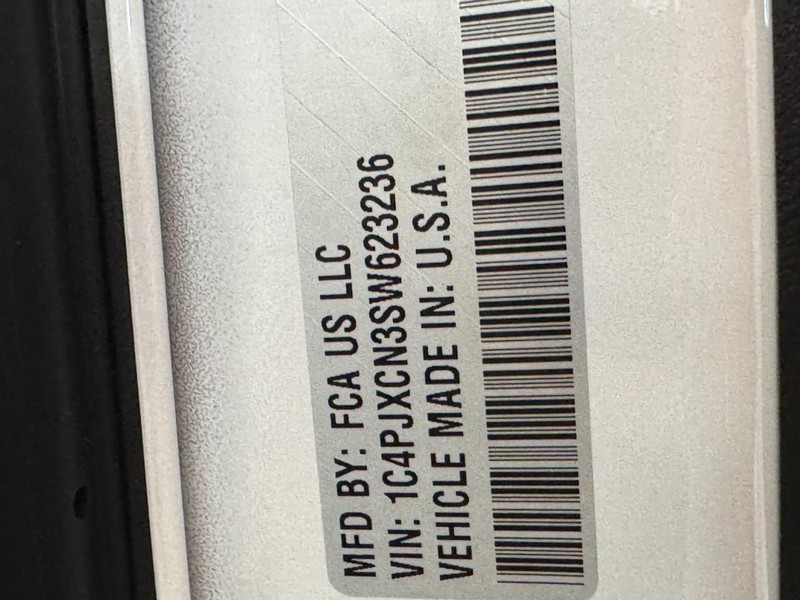 MFD BY: FCA US LLC
VIN: 1C4PJXCN3SW623236
VEHICLE MADE IN: U.S.A.